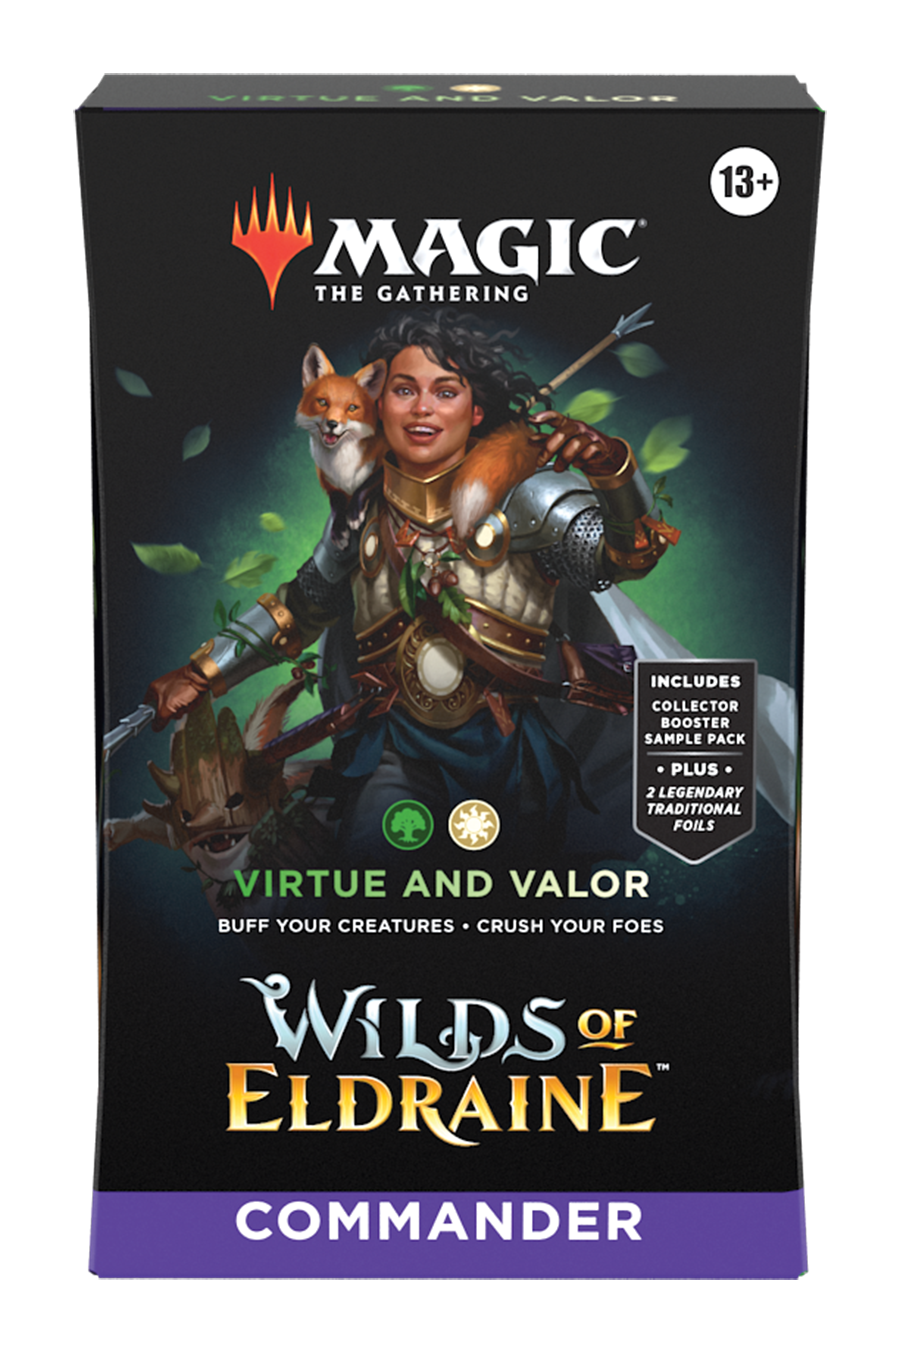 VIRTUE AND VALOR
13+
MAGIC®
THE GATHERING
INCLUDES
COLLECTOR
BOOSTER
SAMPLE PACK
• PLUS •
2 LEGENDARY
TRADITIONAL
FOILS
VIRTUE AND VALOR
BUFF YOUR CREATURES • CRUSH YOUR FOES
WILDS OF
ELDRAINE™
COMMANDER